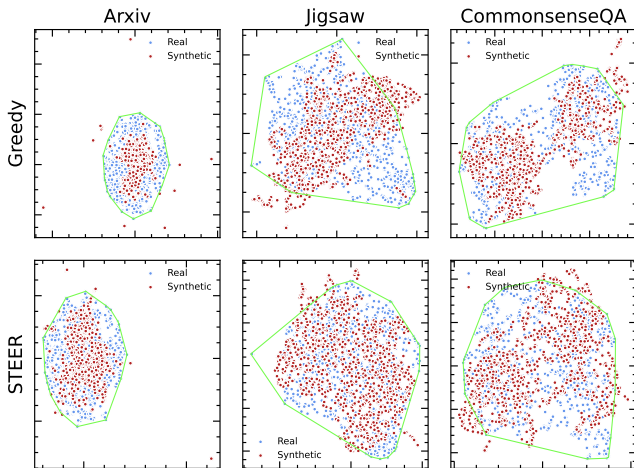 Arxiv Jigsaw CommonsenseQA
Greedy
Real Real Real
Synthetic Synthetic Synthetic
STEER
Real Real
Synthetic Synthetic
Real
Synthetic